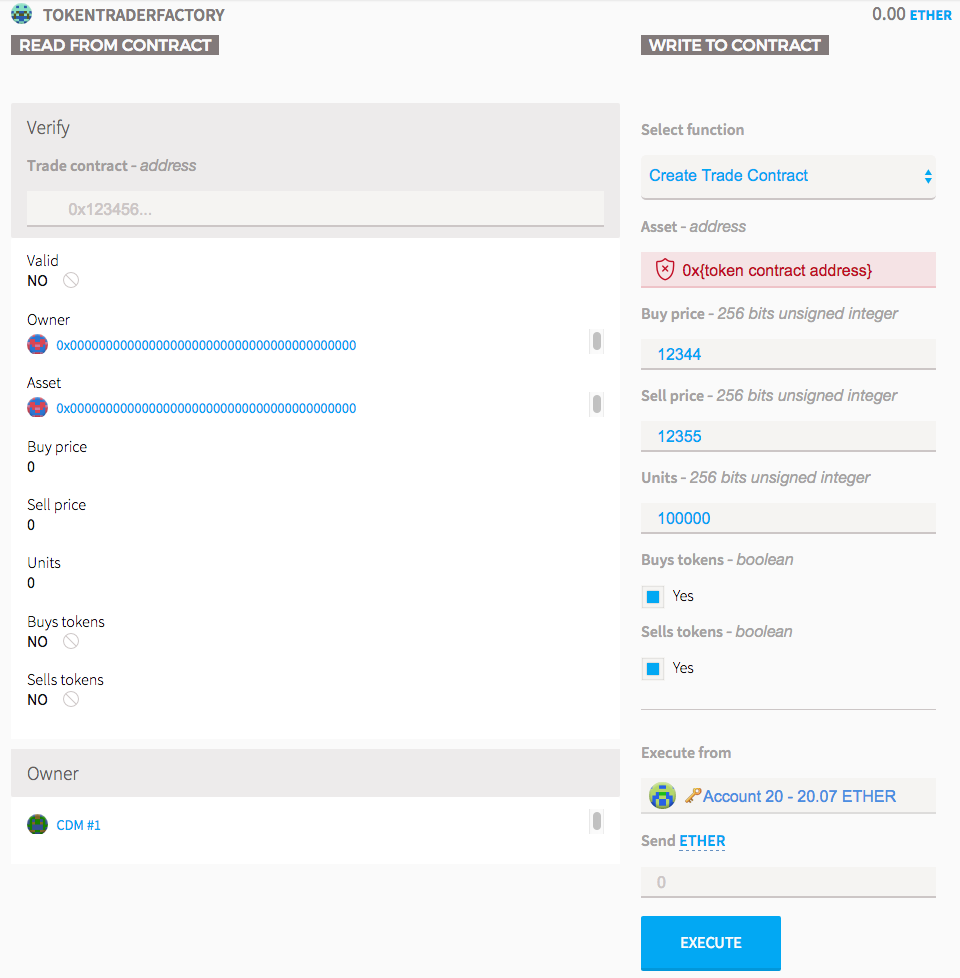 TOKENTRADERFACTORY
0.00 ETHER
READ FROM CONTRACT
Verify
Trade contract - address
0x123456...
Valid
NO
Owner
0x0000000000000000000000000000000000000000
Asset
0x0000000000000000000000000000000000000000
Buy price
0
Sell price
0
Units
0
Buys tokens
NO
Sells tokens
NO
Owner
CDM #1
WRITE TO CONTRACT
Select function
Create Trade Contract
Asset - address
0x{token contract address}
Buy price - 256 bits unsigned integer
12344
Sell price - 256 bits unsigned integer
12355
Units - 256 bits unsigned integer
100000
Buys tokens - boolean
Yes
Sells tokens - boolean
Yes
Execute from
Account 20 - 20.07 ETHER
Send ETHER
0
EXECUTE